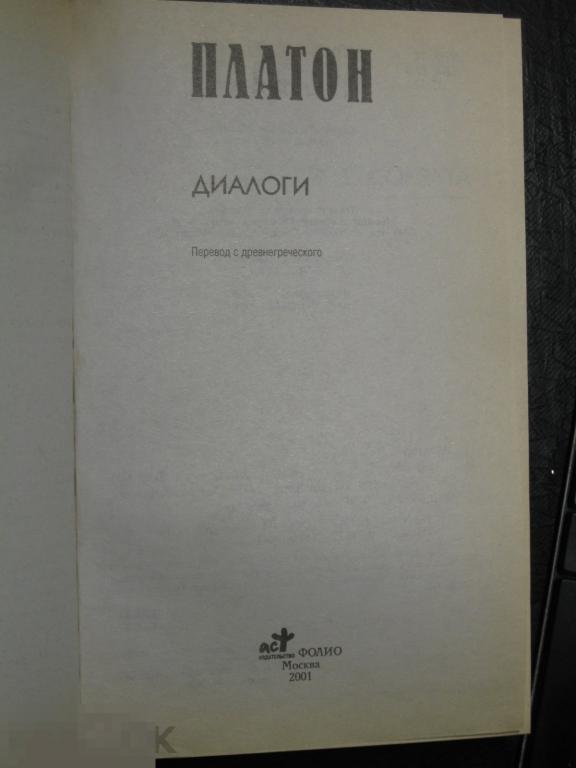 ПЛАТОН
ДИАЛОГИ
Перевод с древнегреческого
аст
издательство
ФОЛИО
Москва
2001